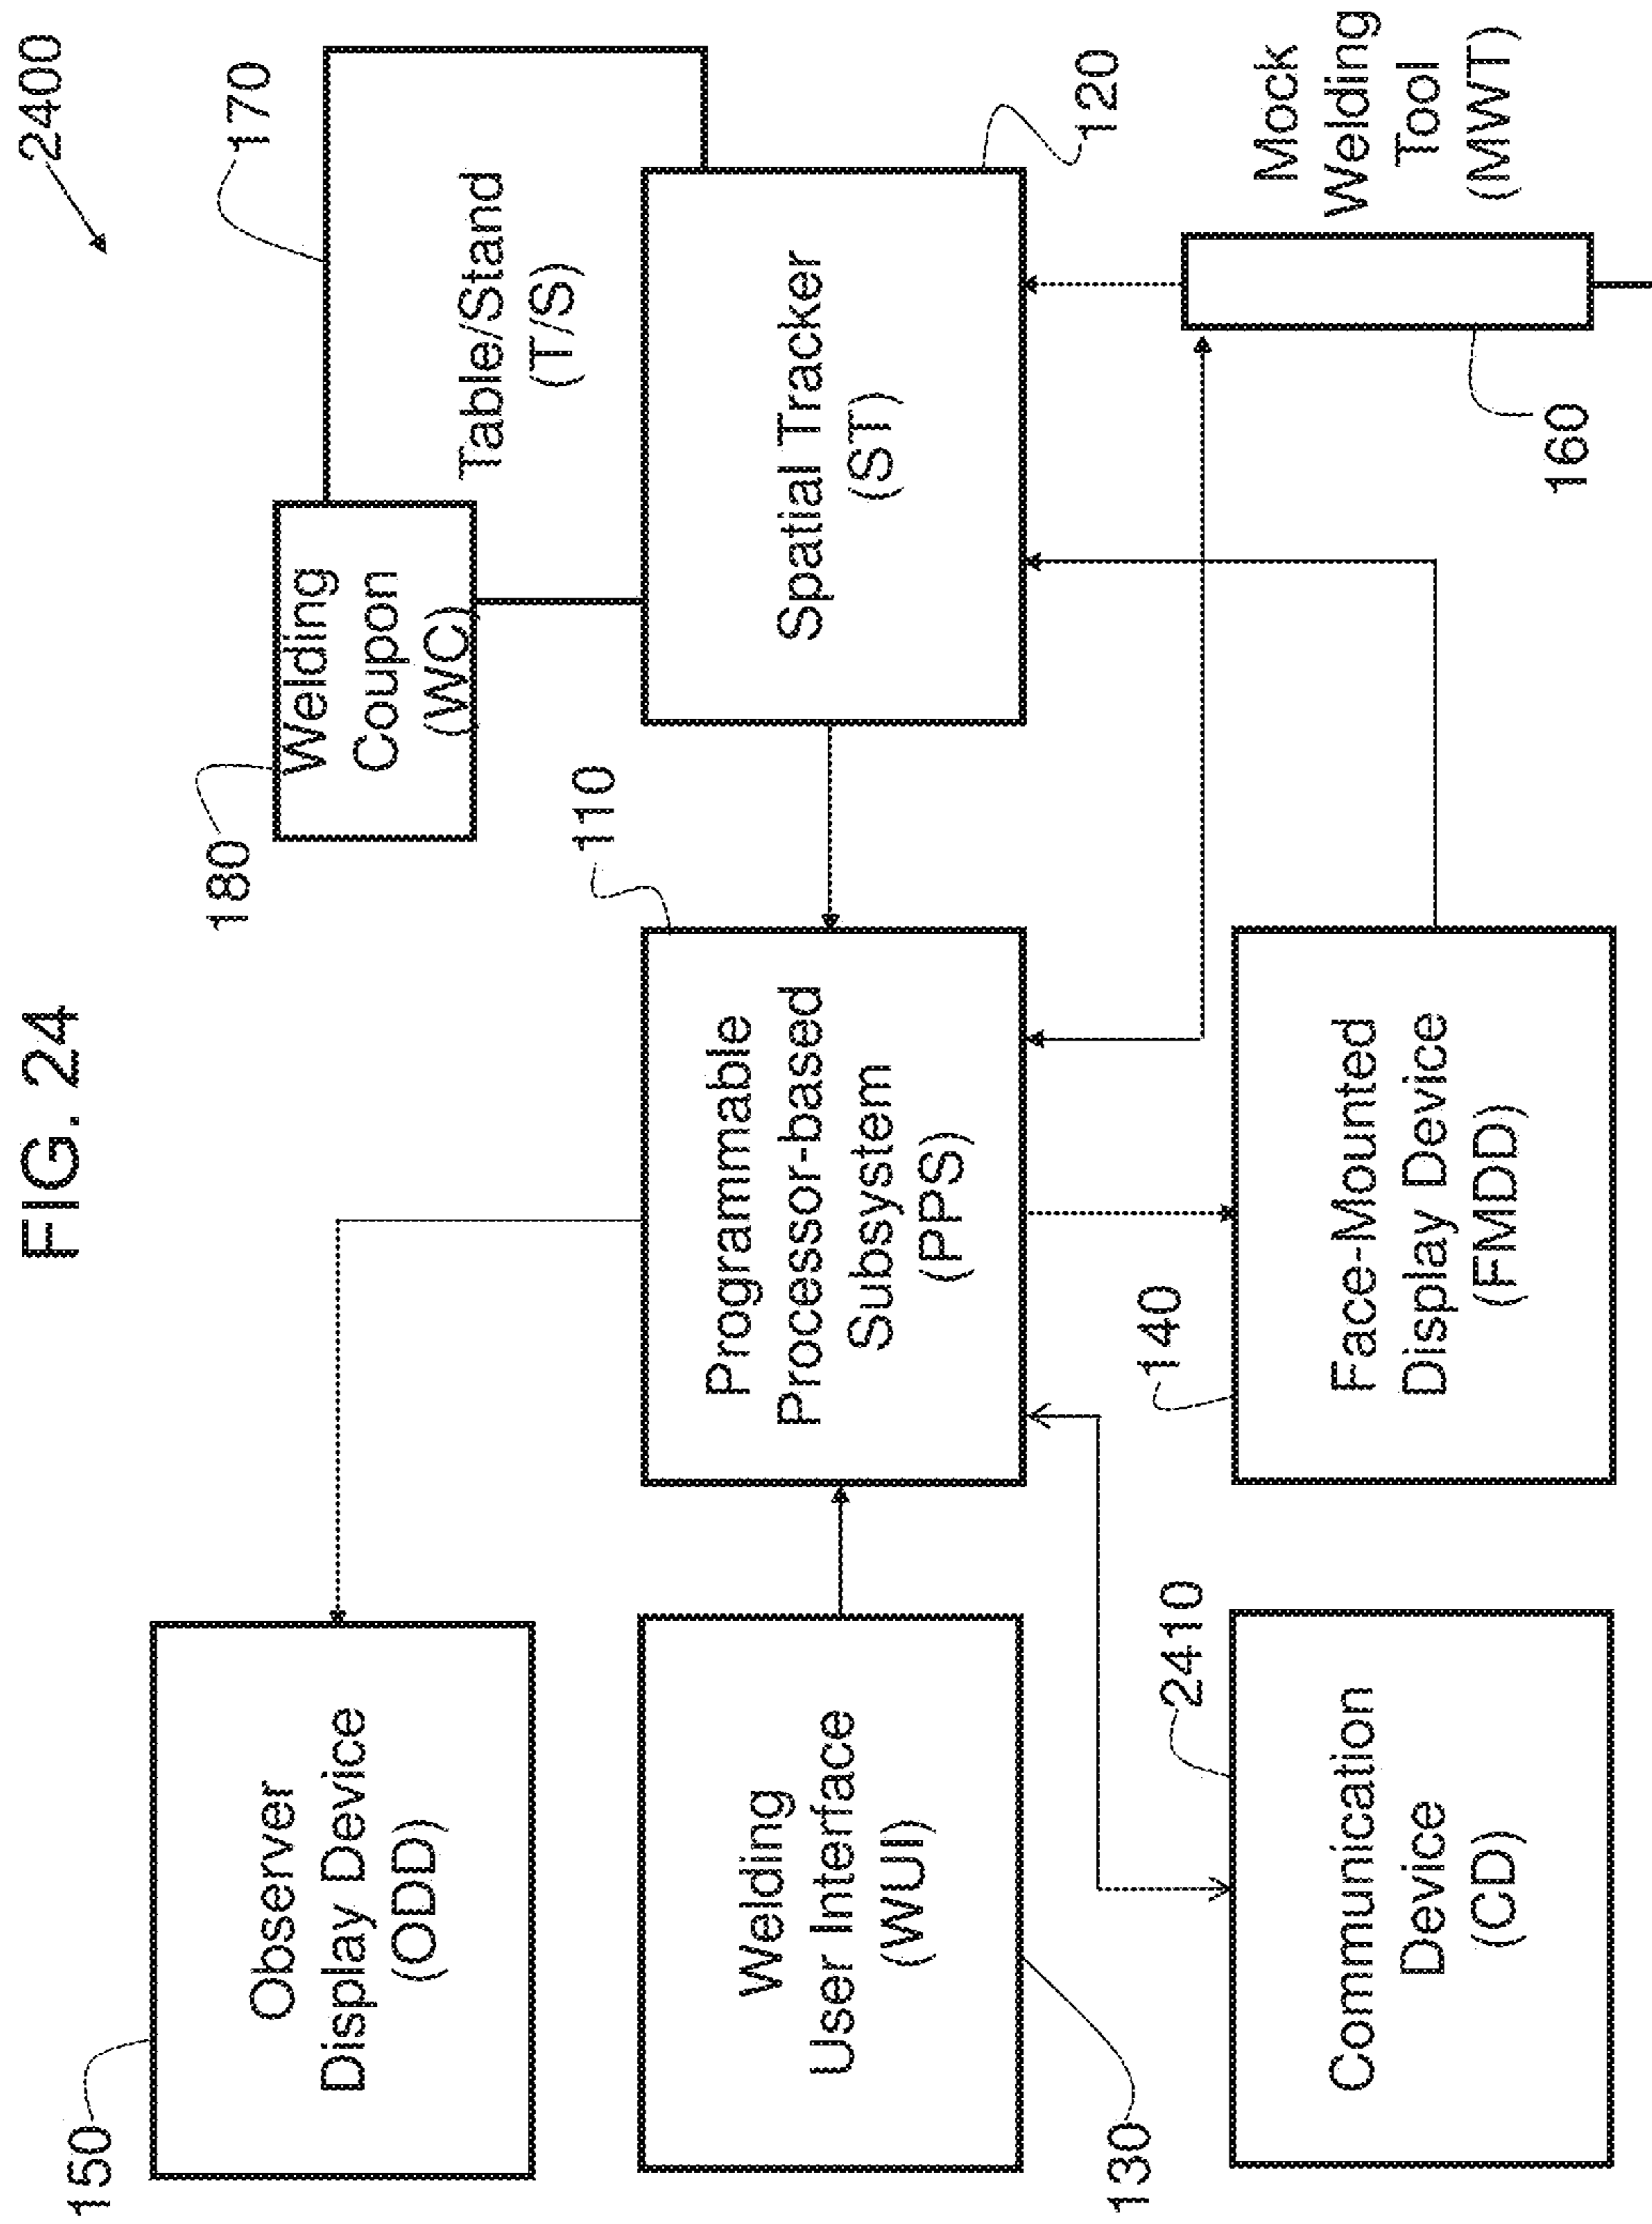 FIG. 24
2400
150
Observer
Display Device
(ODD)
180
Welding
Coupon
(WC)
170
Table/Stand
(T/S)
130
Welding
User Interface
(WUI)
110
Programmable
Processor-based
Subsystem
(PPS)
Spatial Tracker
(ST)
120
2410
Communication
Device
(CD)
140
Face-Mounted
Display Device
(FMDD)
160
Mock
Welding
Tool
(MWT)